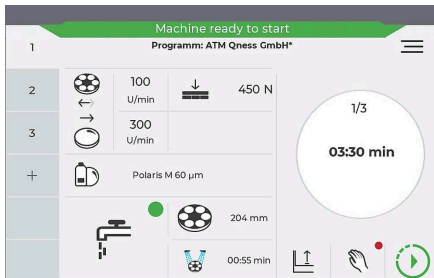 Machine ready to start
Programm: ATM Qness GmbH*
1
2
3
+
100
U/min
450 N
300
U/min
Polaris M 60 µm
204 mm
00:55 min
1/3
03:30 min